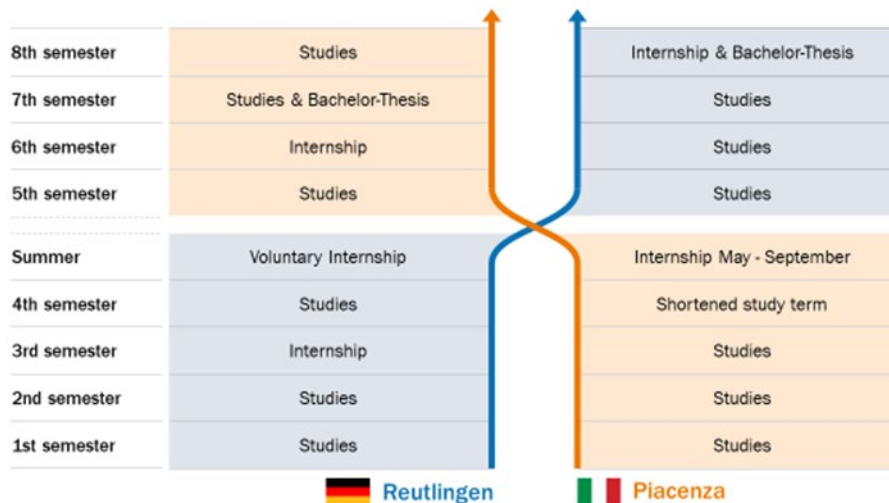 8th semester Studies Internship & Bachelor-Thesis
7th semester Studies & Bachelor-Thesis Studies
6th semester Internship Studies
5th semester Studies Studies
Summer Voluntary Internship Internship May - September
4th semester Studies Shortened study term
3rd semester Internship Studies
2nd semester Studies Studies
1st semester Studies Studies
Reutlingen Piacenza